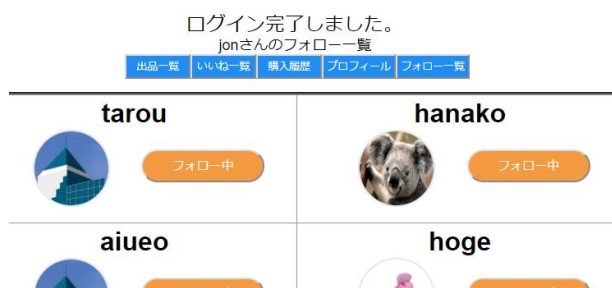 ログイン完了しました。
jonさんのフォロー一覧
出品一覧 いいね一覧 購入履歴 プロフィール フォロー一覧
tarou hanako
フォロー中 フォロー中
aiueo hoge